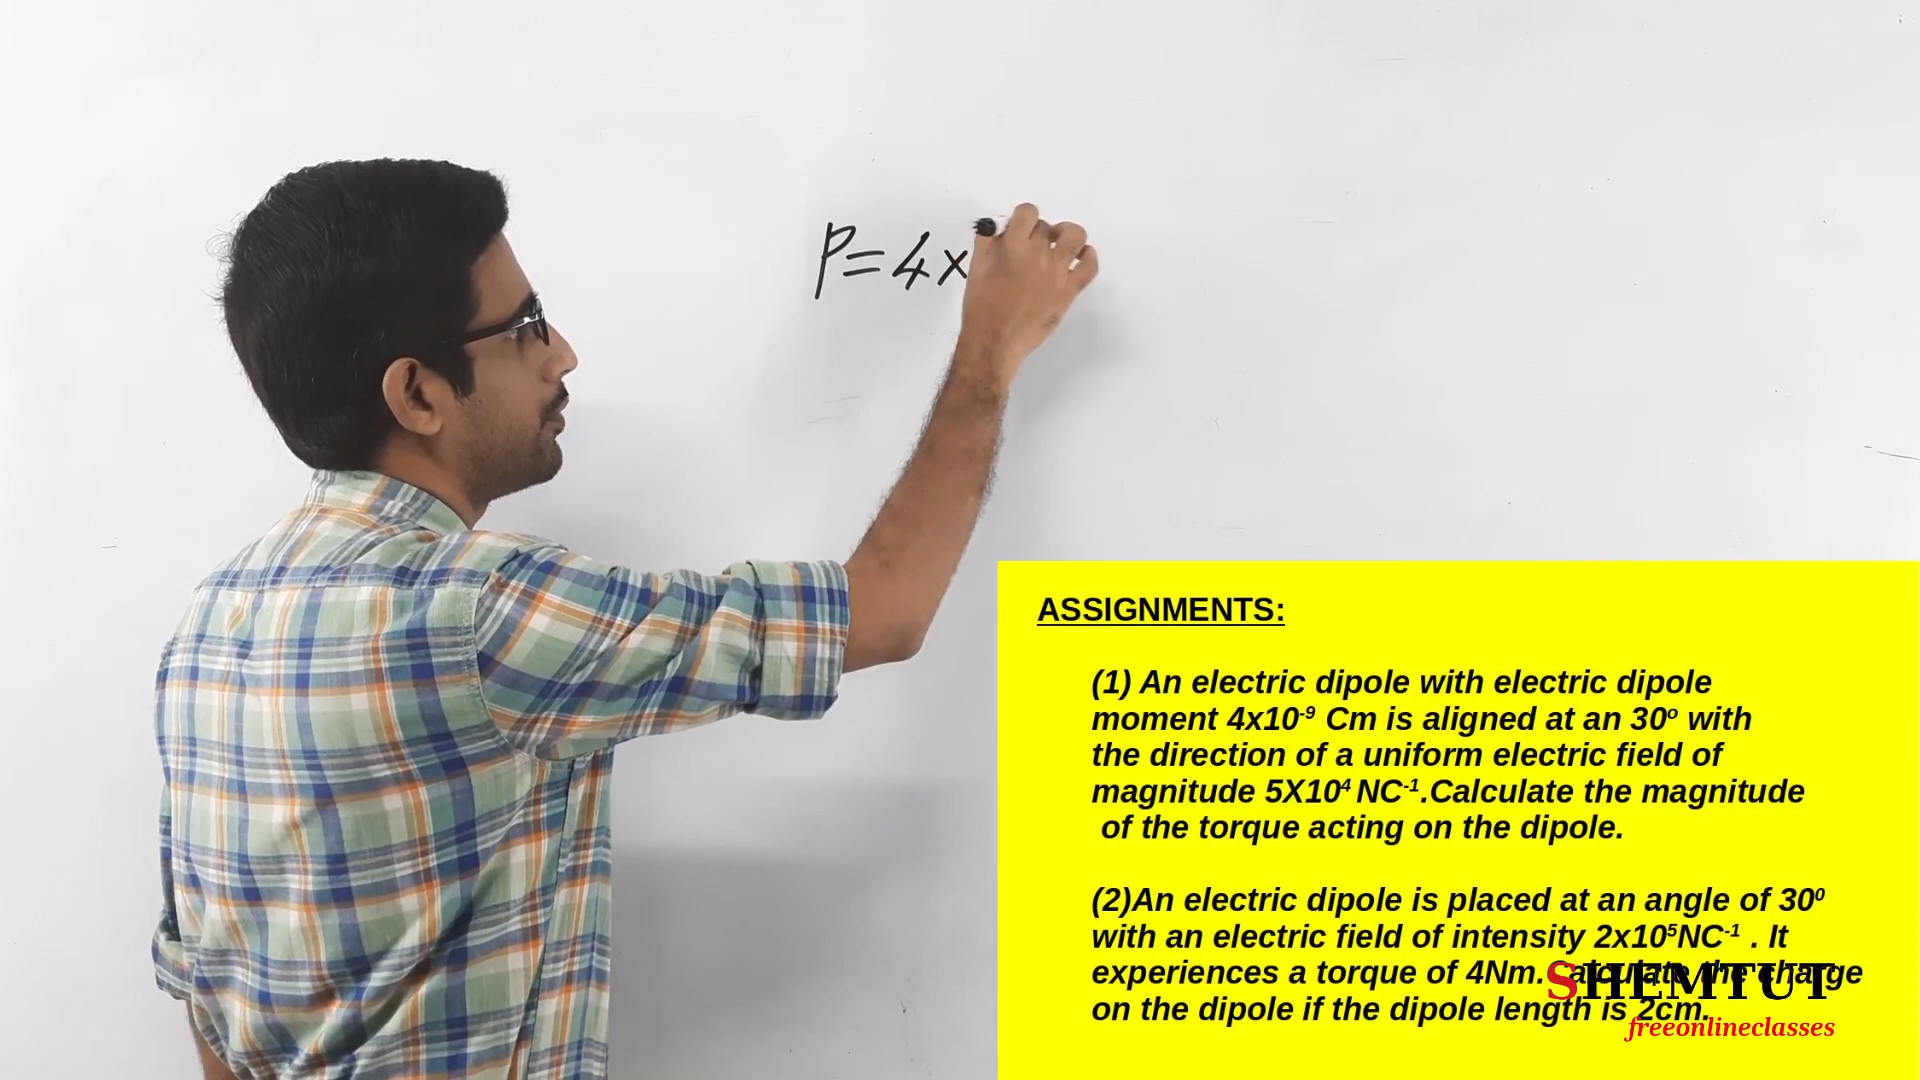 P=4x
ASSIGNMENTS:
(1) An electric dipole with electric dipole
moment 4x10⁻⁹ Cm is aligned at an 30º with
the direction of a uniform electric field of
magnitude 5X10⁴ NC⁻¹.Calculate the magnitude
of the torque acting on the dipole.
(2)An electric dipole is placed at an angle of 30⁰
with an electric field of intensity 2x10⁵NC⁻¹ . It
experiences a torque of 4Nm. Calculate the charge
on the dipole if the dipole length is 2cm.
SHEMTUT
freeonlineclasses